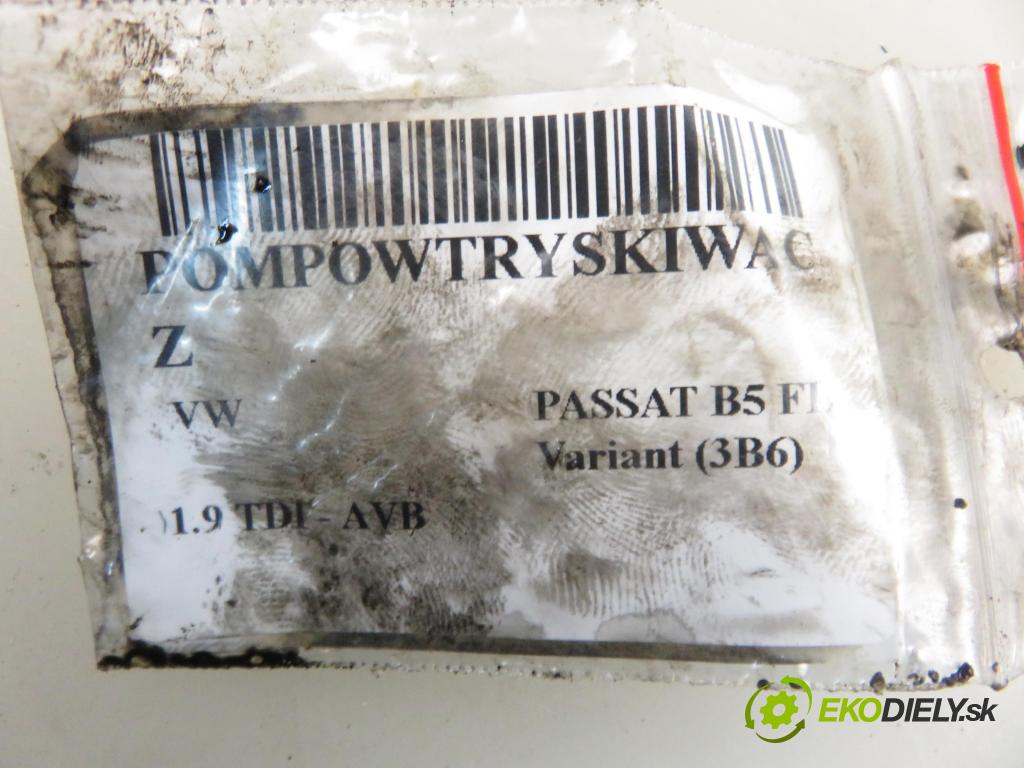 POMPOWTRYSKIWAC
Z
VW
PASSAT B5 FL
Variant (3B6)
1.9 TDI - AVB
EKODIELY.sk